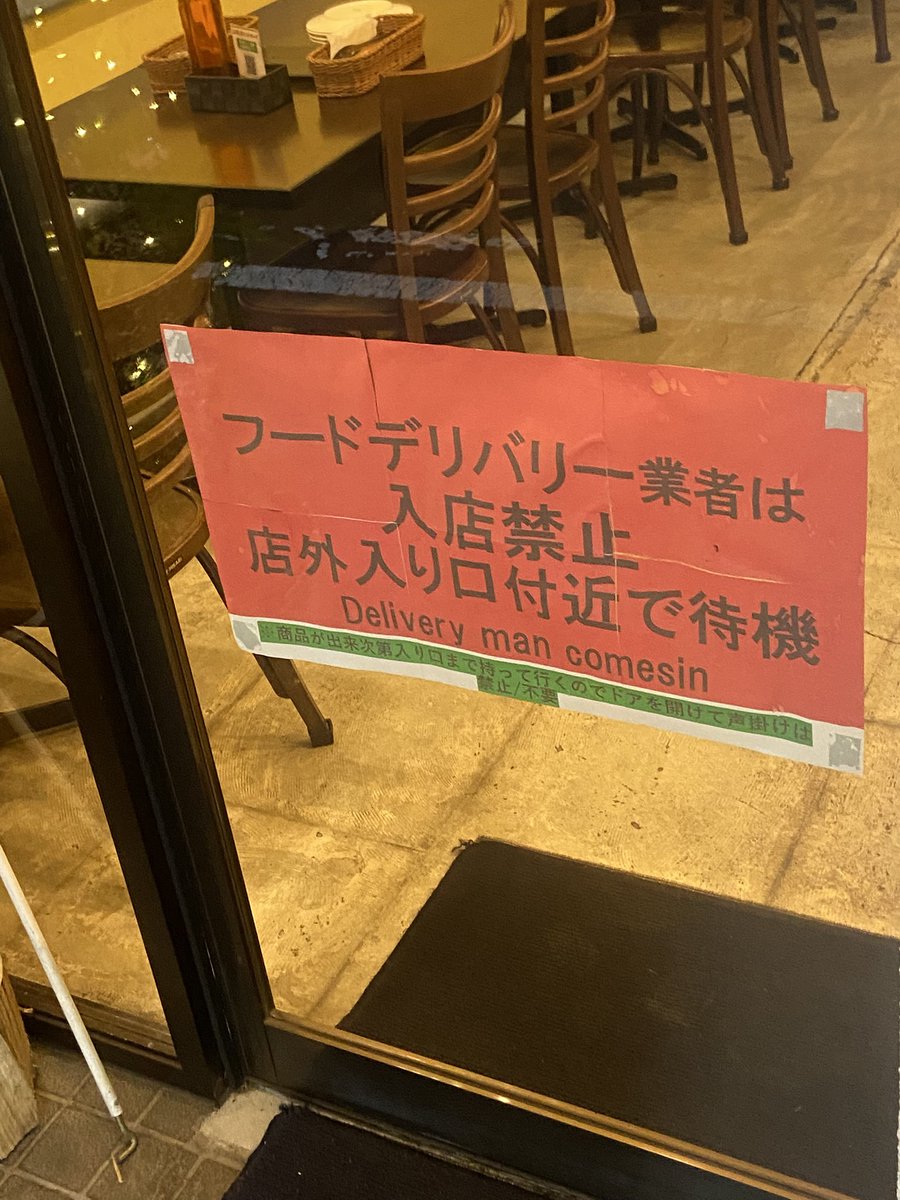 フードデリバリー業者は
入店禁止
店外入り口付近で待機
Delivery man comesin
※商品が出来次第入り口まで持って行くのでドアを開けて声掛けは
禁止/不要